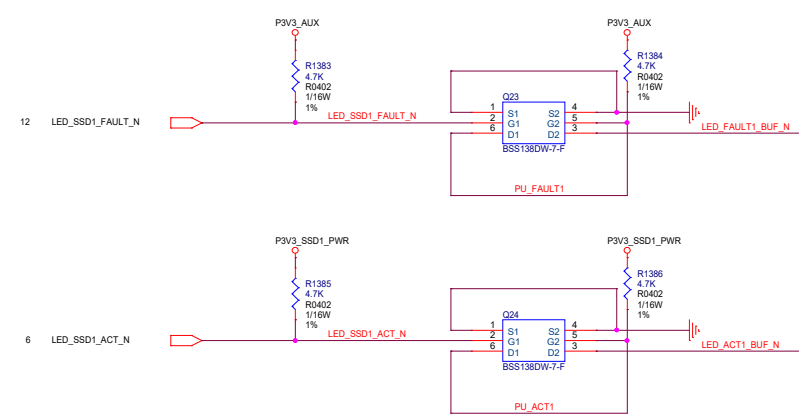 P3V3_AUX
P3V3_AUX
R1383
4.7K
R0402
1/16W
1%
R1384
4.7K
R0402
1/16W
1%
12 LED_SSD1_FAULT_N
LED_SSD1_FAULT_N
Q23
1 S1 S2 4
2 G1 G2 5
6 D1 D2 3
BSS138DW-7-F
LED_FAULT1_BUF_N
PU_FAULT1
P3V3_SSD1_PWR
P3V3_SSD1_PWR
R1385
4.7K
R0402
1/16W
1%
R1386
4.7K
R0402
1/16W
1%
6 LED_SSD1_ACT_N
LED_SSD1_ACT_N
Q24
1 S1 S2 4
2 G1 G2 5
6 D1 D2 3
BSS138DW-7-F
LED_ACT1_BUF_N
PU_ACT1